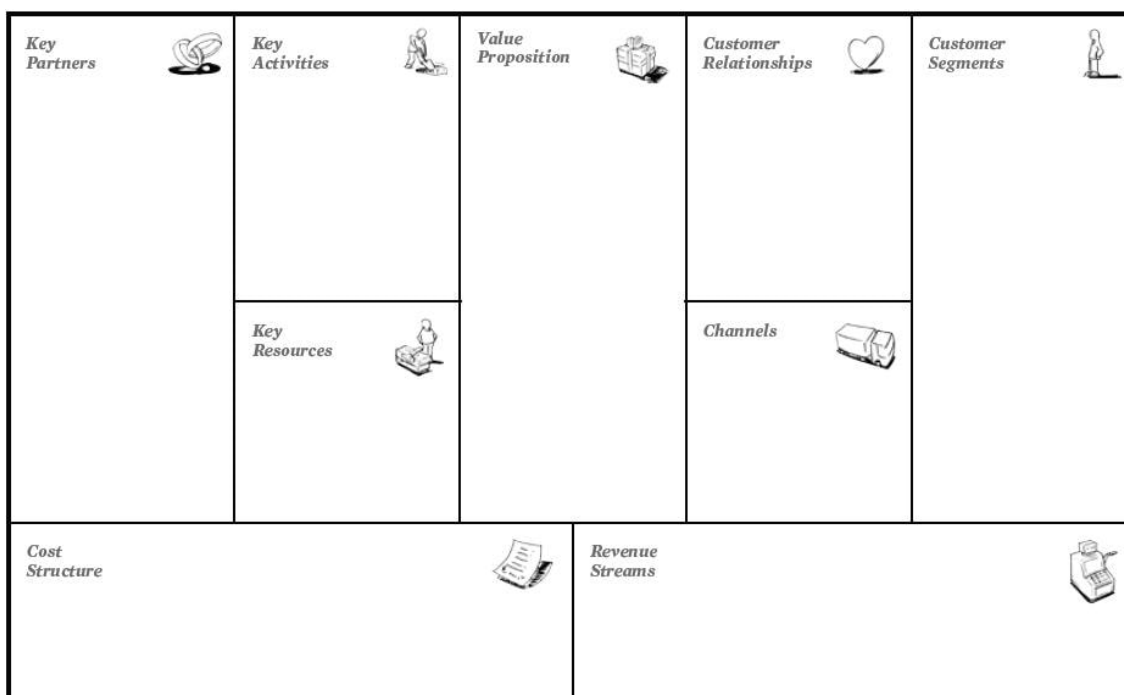 Key
Partners
Key
Activities
Value
Proposition
Customer
Relationships
Customer
Segments
Key
Resources
Channels
Cost
Structure
Revenue
Streams